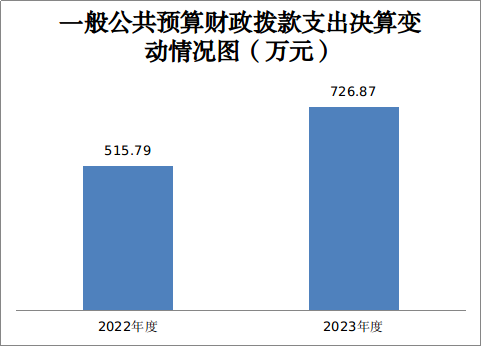 一般公共预算财政拨款支出决算变
动情况图（万元）
726.87
515.79
2022年度
2023年度